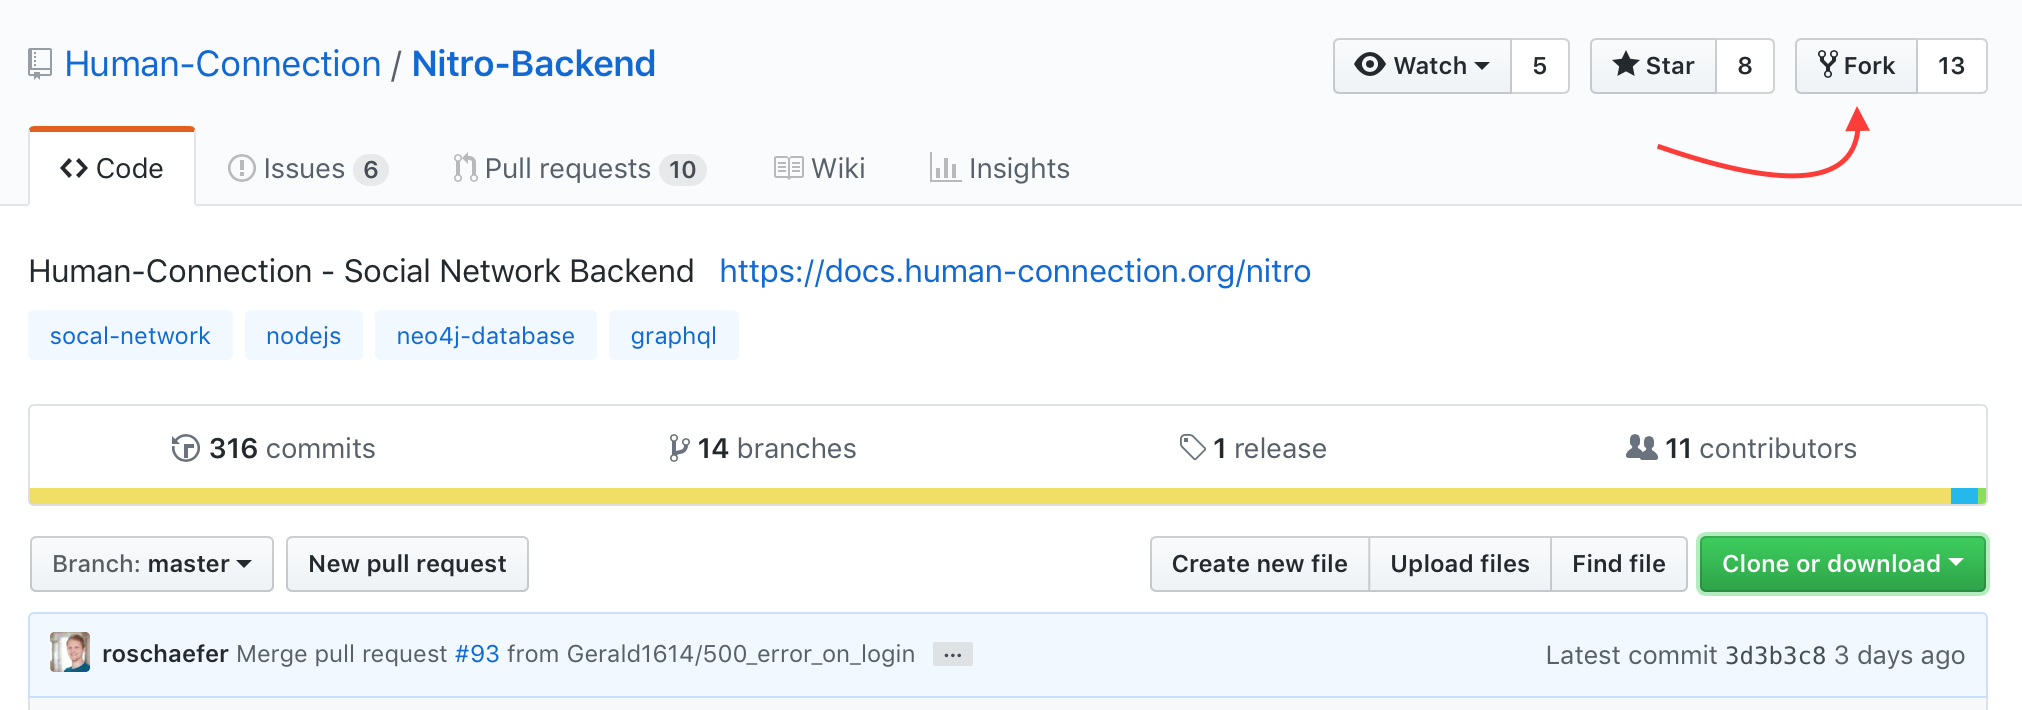 Human-Connection / Nitro-Backend Watch 5 Star 8 Fork 13
Code Issues 6 Pull requests 10 Wiki Insights
Human-Connection - Social Network Backend https://docs.human-connection.org/nitro
socal-network nodejs neo4j-database graphql
316 commits 14 branches 1 release 11 contributors
Branch: master New pull request Create new file Upload files Find file Clone or download
roschaefer Merge pull request #93 from Gerald1614/500_error_on_login ... Latest commit 3d3b3c8 3 days ago